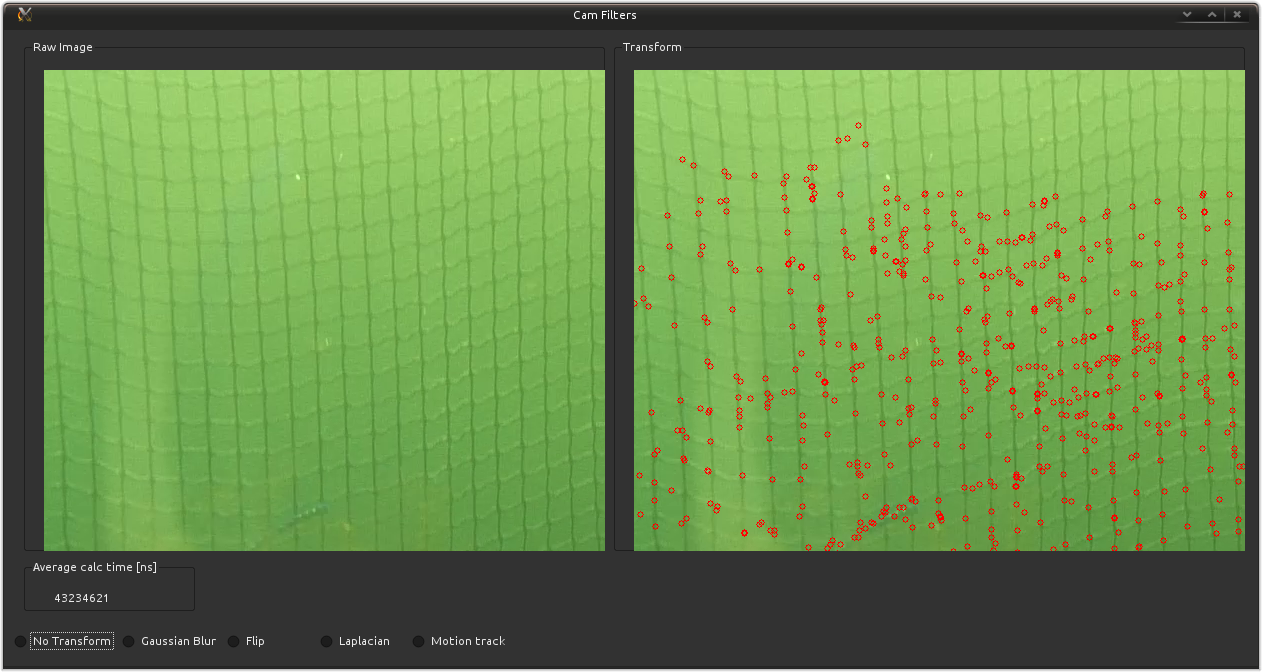 Cam Filters
Raw Image
Transform
Average calc time [ns]
43234621
No Transform
Gaussian Blur
Flip
Laplacian
Motion track